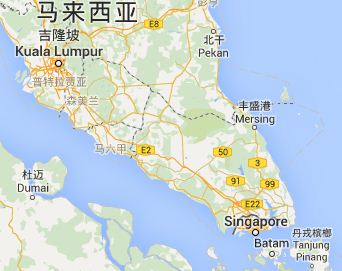 马来西亚
E8
吉隆坡
Kuala Lumpur
北干
Pekan
普特拉贾亚
森美兰
丰盛港
Mersing
马六甲
E2
50
3
杜迈
Dumai
91
99
E22
Singapore
Batam
丹戎槟榔
Tanjung
Pinang